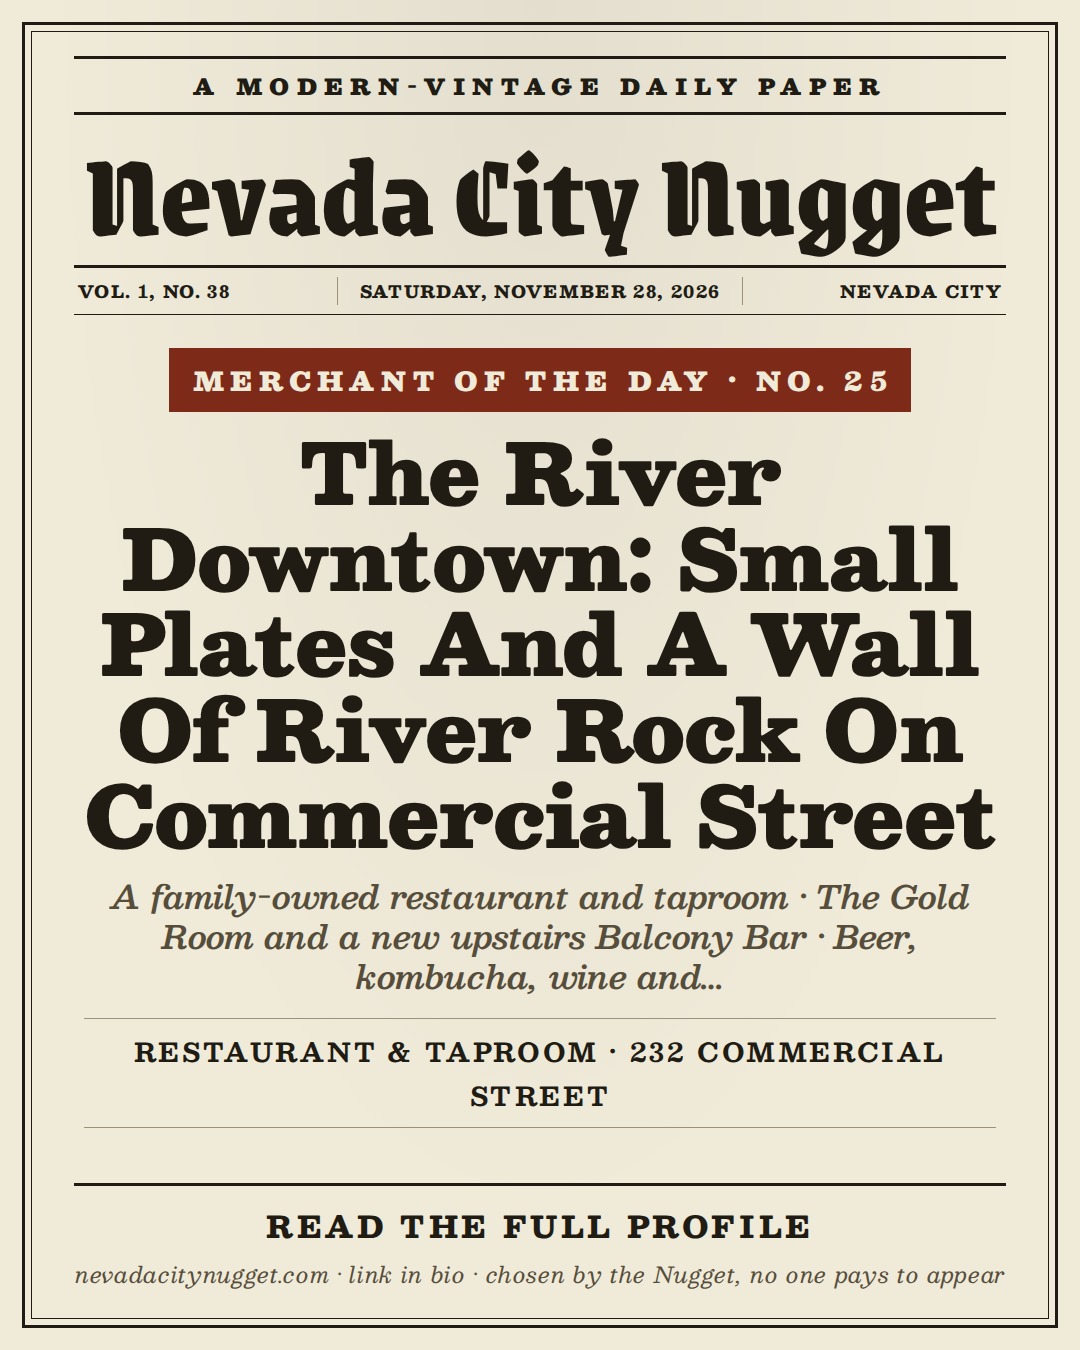 A MODERN-VINTAGE DAILY PAPER
Nevada City Nugget
VOL. 1, NO. 38
SATURDAY, NOVEMBER 28, 2026
NEVADA CITY
MERCHANT OF THE DAY · NO. 25
The River
Downtown: Small
Plates And A Wall
Of River Rock On
Commercial Street
A family-owned restaurant and taproom · The Gold
Room and a new upstairs Balcony Bar · Beer,
kombucha, wine and…
RESTAURANT & TAPROOM · 232 COMMERCIAL
STREET
READ THE FULL PROFILE
nevadacitynugget.com · link in bio · chosen by the Nugget, no one pays to appear